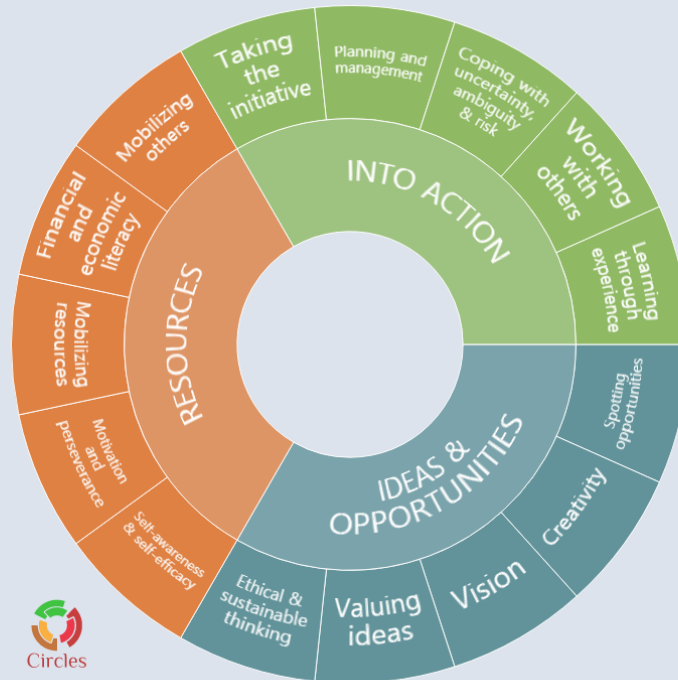 INTO ACTION
Taking
the
initiative
Planning and
management
Coping with
uncertainty,
ambiguity
& risk
Working
with
others
Learning
through
experience
IDEAS &
OPPORTUNITIES
Spotting
opportunities
Creativity
Vision
Valuing
ideas
Ethical &
sustainable
thinking
RESOURCES
Self-awareness
& self-efficacy
Motivation
and
perseverance
Mobilizing
resources
Financial
and
economic
literacy
Mobilizing
others
Circles